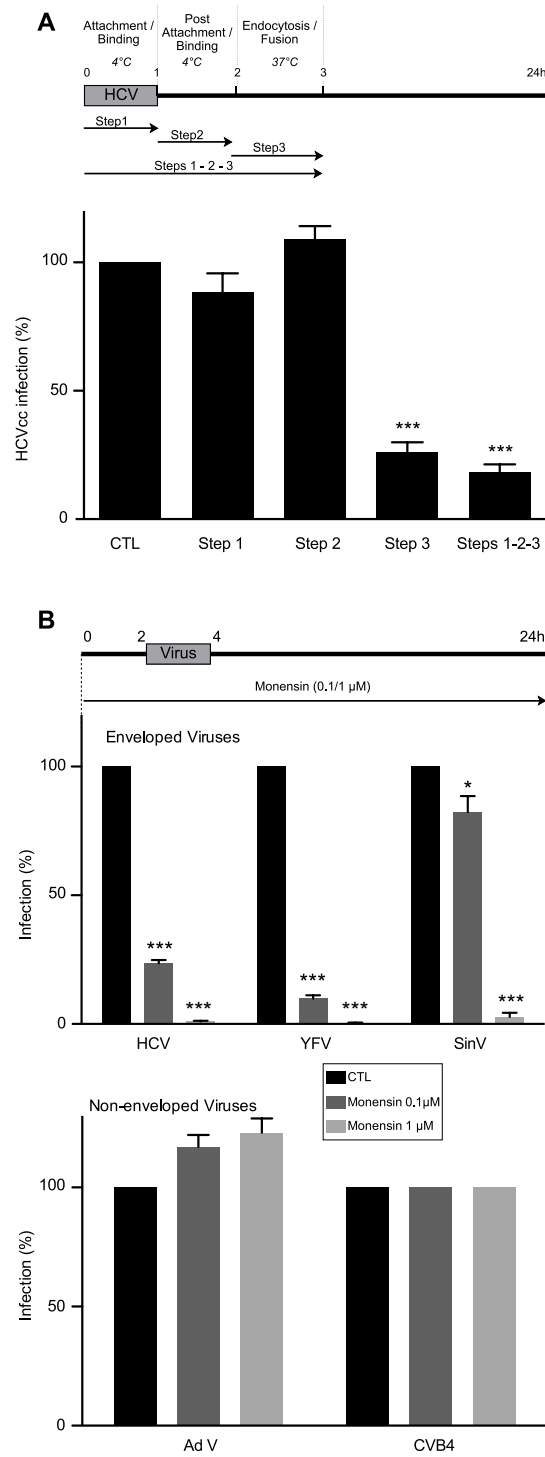 A
Attachment / Binding
4°C
Post Attachment / Binding
4°C
Endocytosis / Fusion
37°C
0 1 2 3 24h
HCV
Step1
Step2
Step3
Steps 1 - 2 - 3
HCVcc infection (%)
100
50
0
***
***
CTL Step 1 Step 2 Step 3 Steps 1-2-3
B
0 2 4 24h
Virus
Monensin (0.1/1 µM)
Enveloped Viruses
Infection (%)
100
50
0
***
***
***
***
*
***
HCV YFV SinV
CTL
Monensin 0.1µM
Monensin 1 µM
Non-enveloped Viruses
Infection (%)
100
50
0
Ad V CVB4